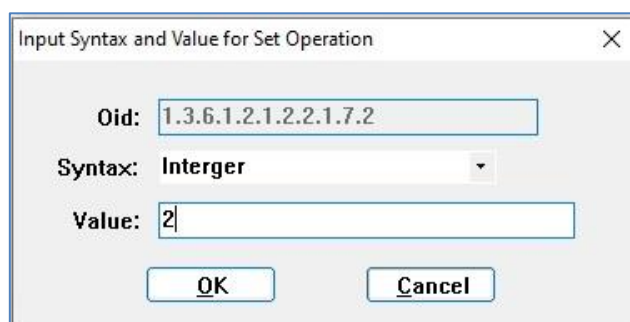 Input Syntax and Value for Set Operation
Oid: 1.3.6.1.2.1.2.2.1.7.2
Syntax: Interger
Value: 2
OK Cancel